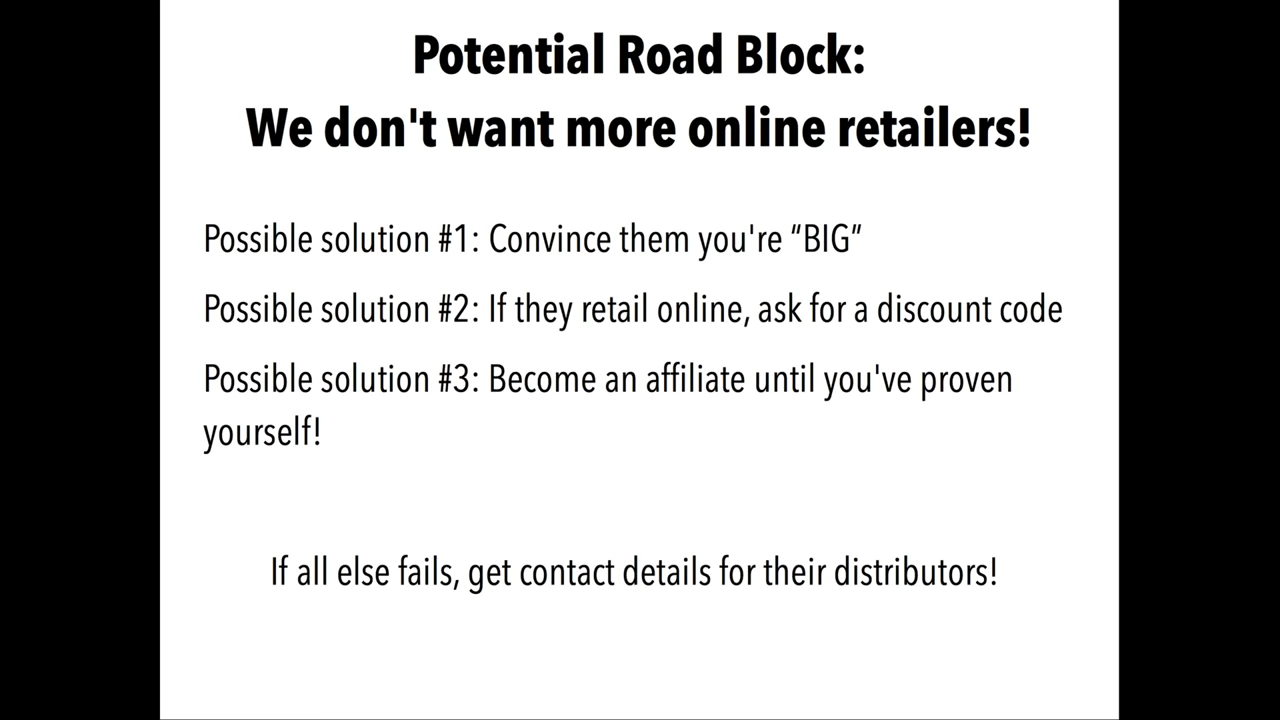 Potential Road Block:
We don't want more online retailers!
Possible solution #1: Convince them you're “BIG”
Possible solution #2: If they retail online, ask for a discount code
Possible solution #3: Become an affiliate until you've proven
yourself!
If all else fails, get contact details for their distributors!